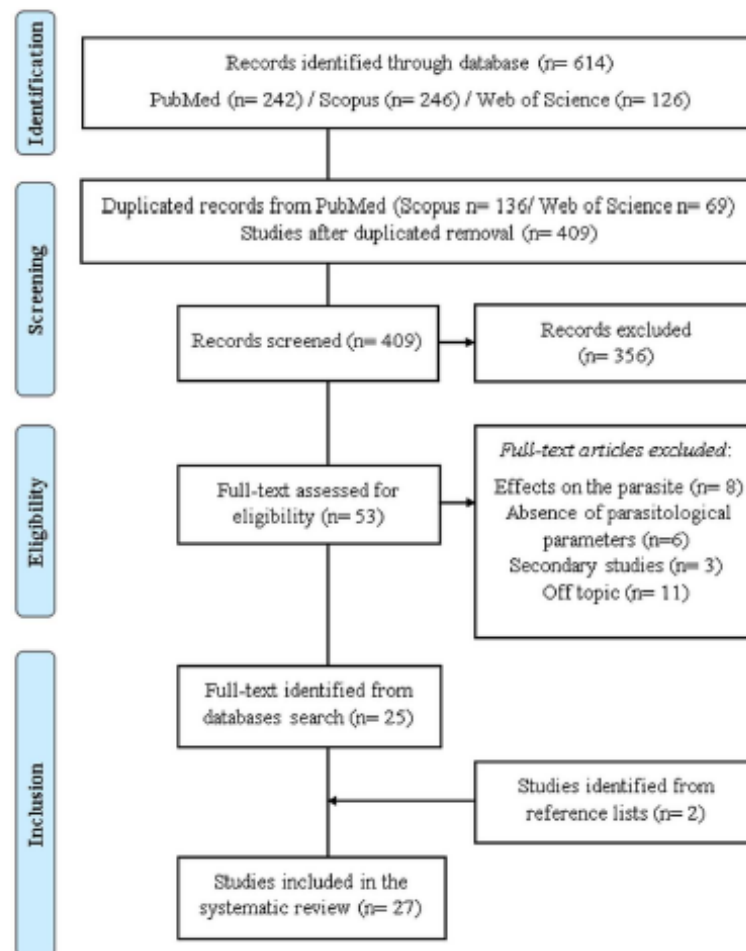 Identification
Records identified through database (n= 614)
PubMed (n= 242) / Scopus (n= 246) / Web of Science (n= 126)
Screening
Duplicated records from PubMed (Scopus n= 136/ Web of Science n= 69)
Studies after duplicated removal (n= 409)
Records screened (n= 409)
Records excluded
(n= 356)
Eligibility
Full-text assessed for
eligibility (n= 53)
Full-text articles excluded:
Effects on the parasite (n= 8)
Absence of parasitological
parameters (n=6)
Secondary studies (n= 3)
Off topic (n= 11)
Inclusion
Full-text identified from
databases search (n= 25)
Studies identified from
reference lists (n= 2)
Studies included in the
systematic review (n= 27)